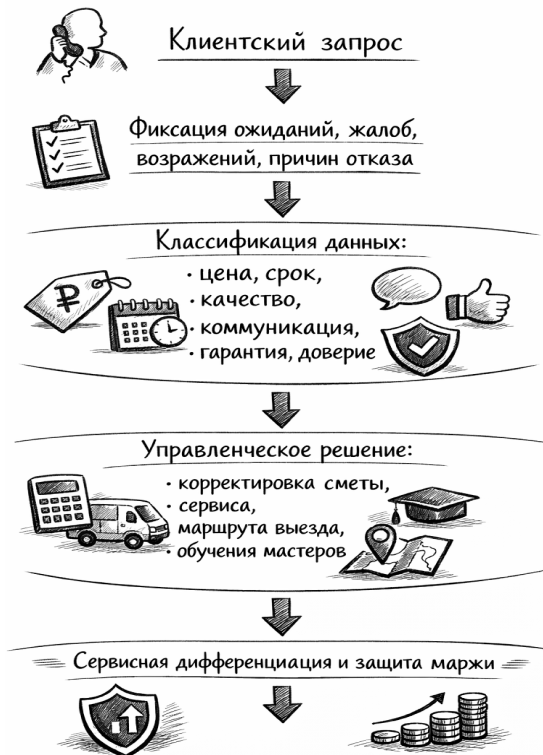 Клиентский запрос
Фиксация ожиданий, жалоб,
возражений, причин отказа
Классификация данных:
· цена, срок,
· качество,
· коммуникация,
· гарантия, доверие
₽
Управленческое решение:
· корректировка сметы,
· сервиса,
маршрута выезда,
· обучения мастеров
Сервисная дифференциация и защита маржи